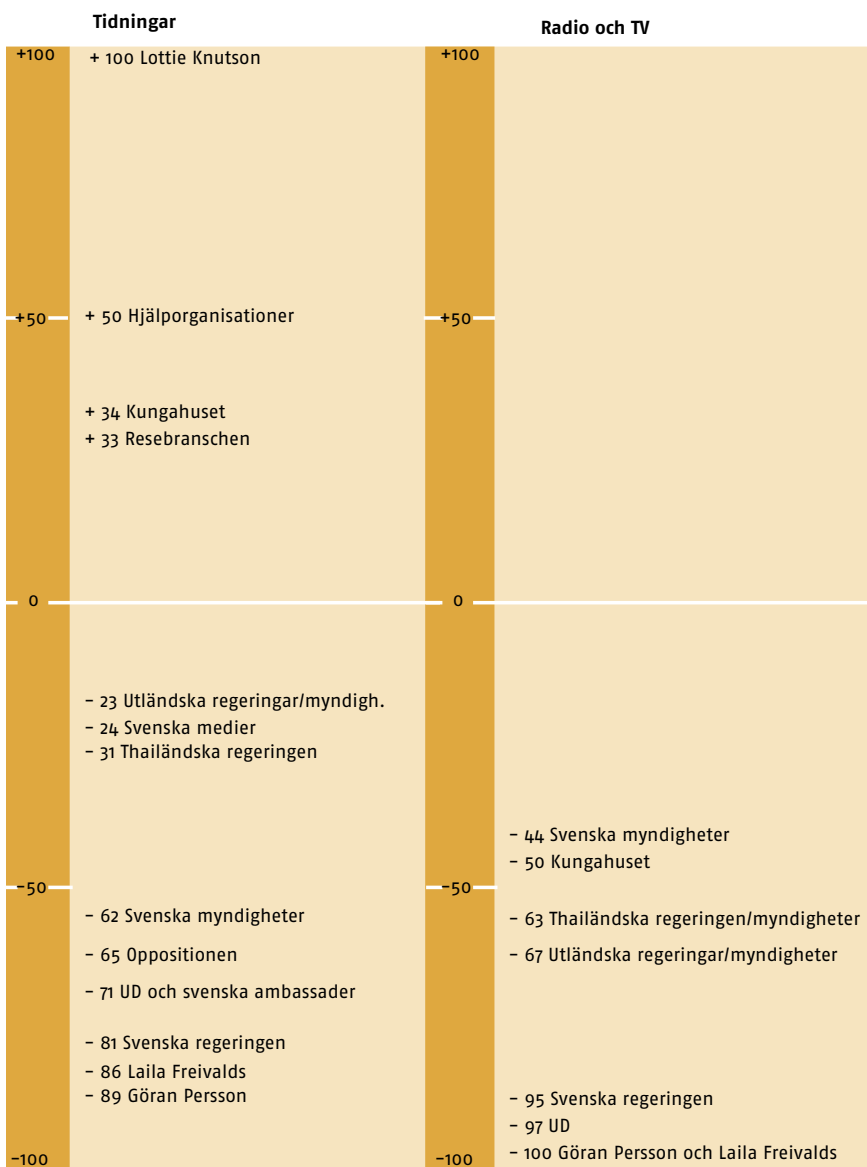 Tidningar
+100
+ 100 Lottie Knutson
+50
+ 50 Hjälporganisationer
+ 34 Kungahuset
+ 33 Resebranschen
0
– 23 Utländska regeringar/myndigh.
– 24 Svenska medier
– 31 Thailändska regeringen
–50
– 62 Svenska myndigheter
– 65 Oppositionen
– 71 UD och svenska ambassader
– 81 Svenska regeringen
– 86 Laila Freivalds
– 89 Göran Persson
–100
Radio och TV
+100
+50
0
– 44 Svenska myndigheter
– 50 Kungahuset
–50
– 63 Thailändska regeringen/myndigheter
– 67 Utländska regeringar/myndigheter
– 95 Svenska regeringen
– 97 UD
– 100 Göran Persson och Laila Freivalds
–100